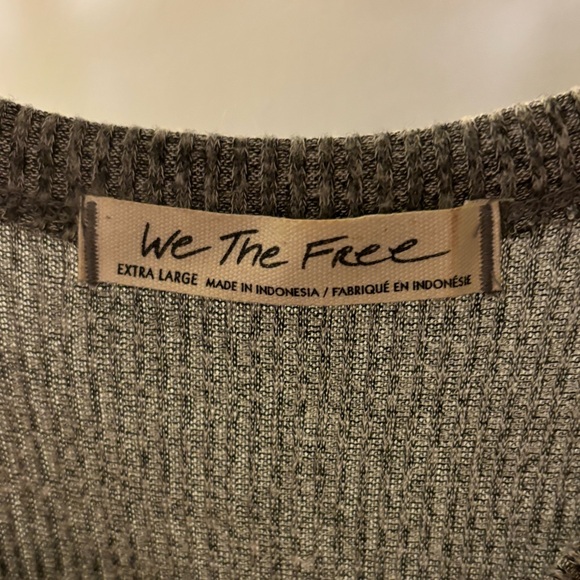 We The Free
EXTRA LARGE MADE IN INDONESIA / FABRIQUÉ EN INDONÉSIE